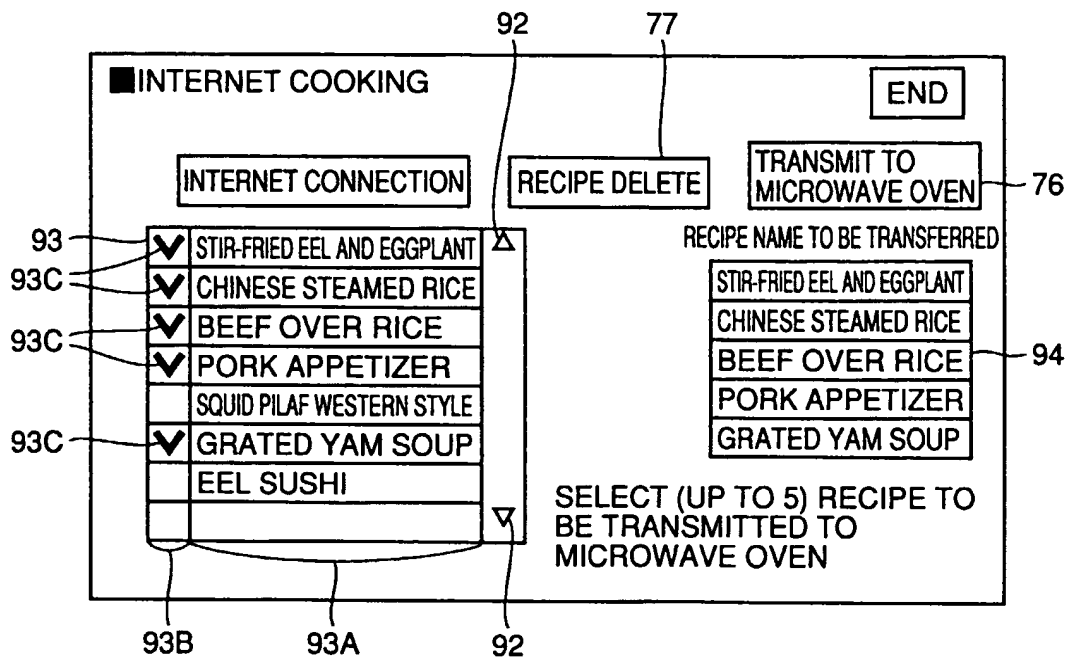 92
77
■INTERNET COOKING
END
INTERNET CONNECTION
RECIPE DELETE
TRANSMIT TO
MICROWAVE OVEN
76
93
93C
93C
93C
93C
STIR-FRIED EEL AND EGGPLANT
CHINESE STEAMED RICE
BEEF OVER RICE
PORK APPETIZER
SQUID PILAF WESTERN STYLE
GRATED YAM SOUP
EEL SUSHI
RECIPE NAME TO BE TRANSFERRED
STIR-FRIED EEL AND EGGPLANT
CHINESE STEAMED RICE
BEEF OVER RICE
PORK APPETIZER
GRATED YAM SOUP
94
SELECT (UP TO 5) RECIPE TO
BE TRANSMITTED TO
MICROWAVE OVEN
93B
93A
92